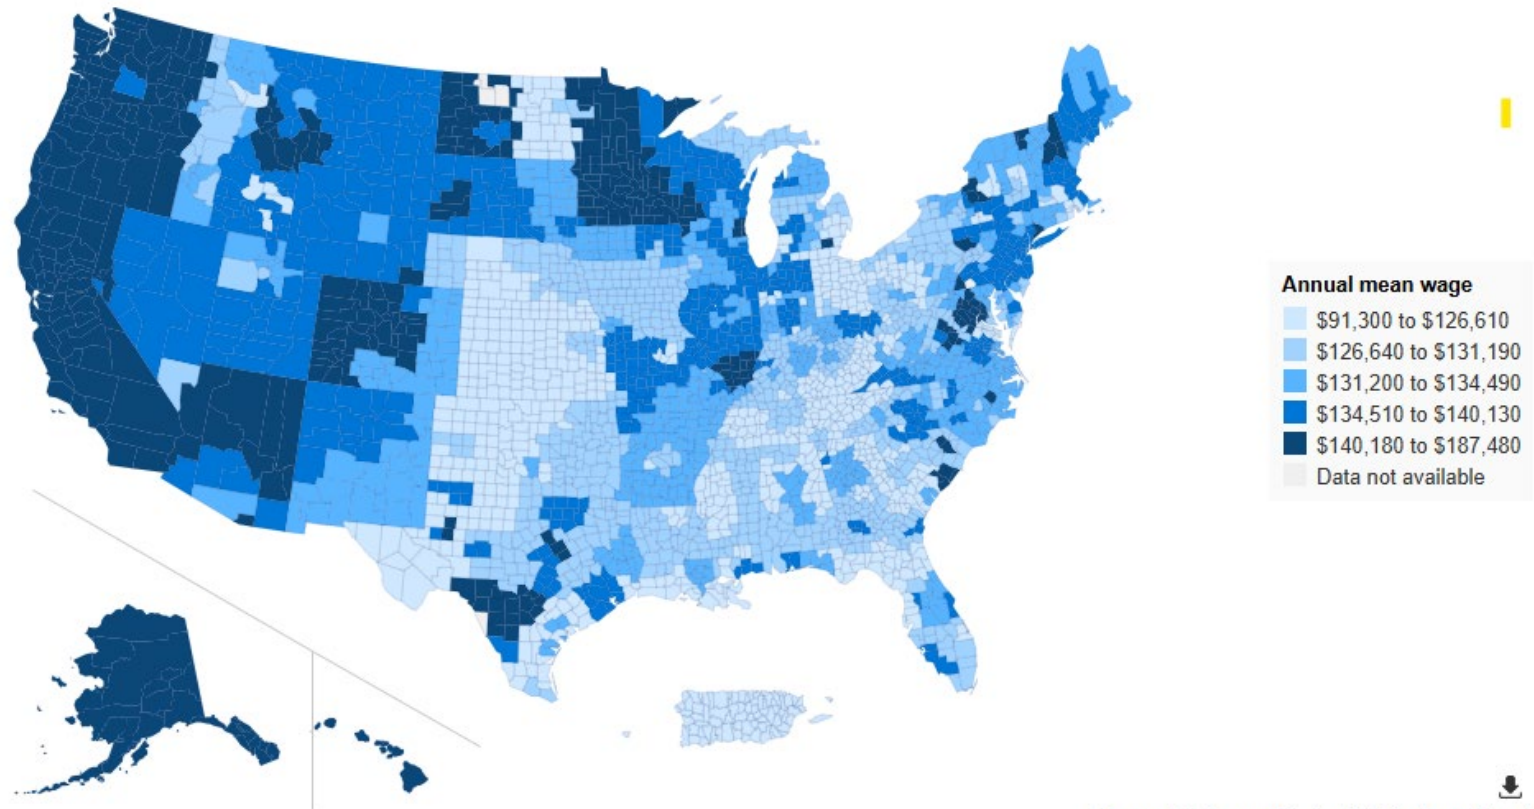 Annual mean wage
$91,300 to $126,610
$126,640 to $131,190
$131,200 to $134,490
$134,510 to $140,130
$140,180 to $187,480
Data not available